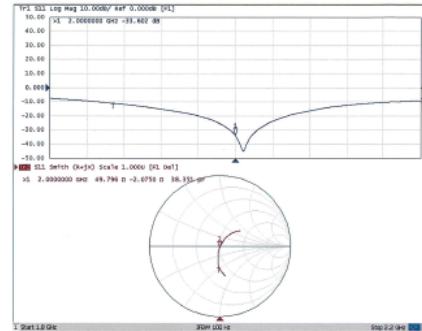 Tr1 S11 Log Mag 10.00dB/ Ref 0.000dB [F1]
50.00
>1 2.0000000 GHz -33.602 dB
40.00
30.00
20.00
10.00
0.000
-10.00
-20.00
-30.00
-40.00
-50.00
S11 Smith (R+jX) Scale 1.000U [F1 Del]
>1 2.0000000 GHz 49.796 Ω -2.0750 Ω 38.351 pF
1 Start 1.8 GHz
IFBW 100 Hz
Stop 2.2 GHz